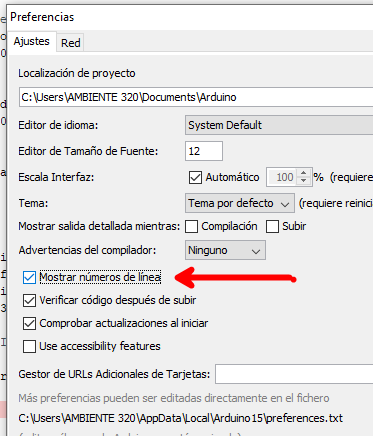 Preferencias
Ajustes Red
Localización de proyecto
C:\Users\AMBIENTE 320\Documents\Arduino
Editor de idioma: System Default
Editor de Tamaño de Fuente: 12
Escala Interfaz: Automático 100 % (requiere
Tema: Tema por defecto (requiere reinici
Mostrar salida detallada mientras: Compilación Subir
Advertencias del compilador: Ninguno
Mostrar números de línea
Verificar código después de subir
Comprobar actualizaciones al iniciar
Use accessibility features
Gestor de URLs Adicionales de Tarjetas:
Más preferencias pueden ser editadas directamente en el fichero
C:\Users\AMBIENTE 320\AppData\Local\Arduino15\preferences.txt